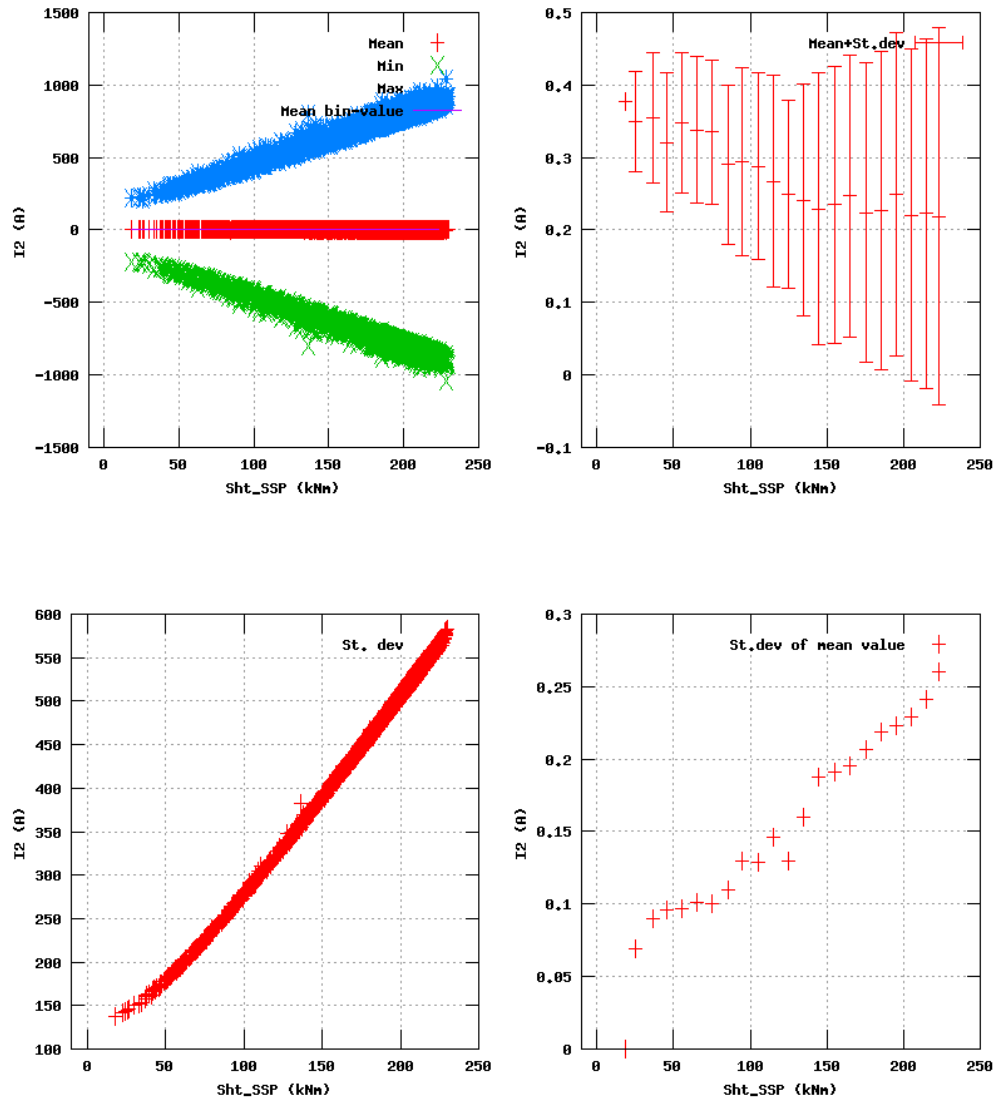 1500
1000
500
0
-500
-1000
-1500
I2 (A)
Mean
Min
Max
Mean bin-value
0 50 100 150 200 250
Sht_SSP (kNm)
0.5
0.4
0.3
0.2
0.1
0
-0.1
I2 (A)
Mean+St.dev
0 50 100 150 200 250
Sht_SSP (kNm)
600
550
500
450
400
350
300
250
200
150
100
I2 (A)
St. dev
0 50 100 150 200 250
Sht_SSP (kNm)
0.3
0.25
0.2
0.15
0.1
0.05
0
I2 (A)
St.dev of mean value
0 50 100 150 200 250
Sht_SSP (kNm)